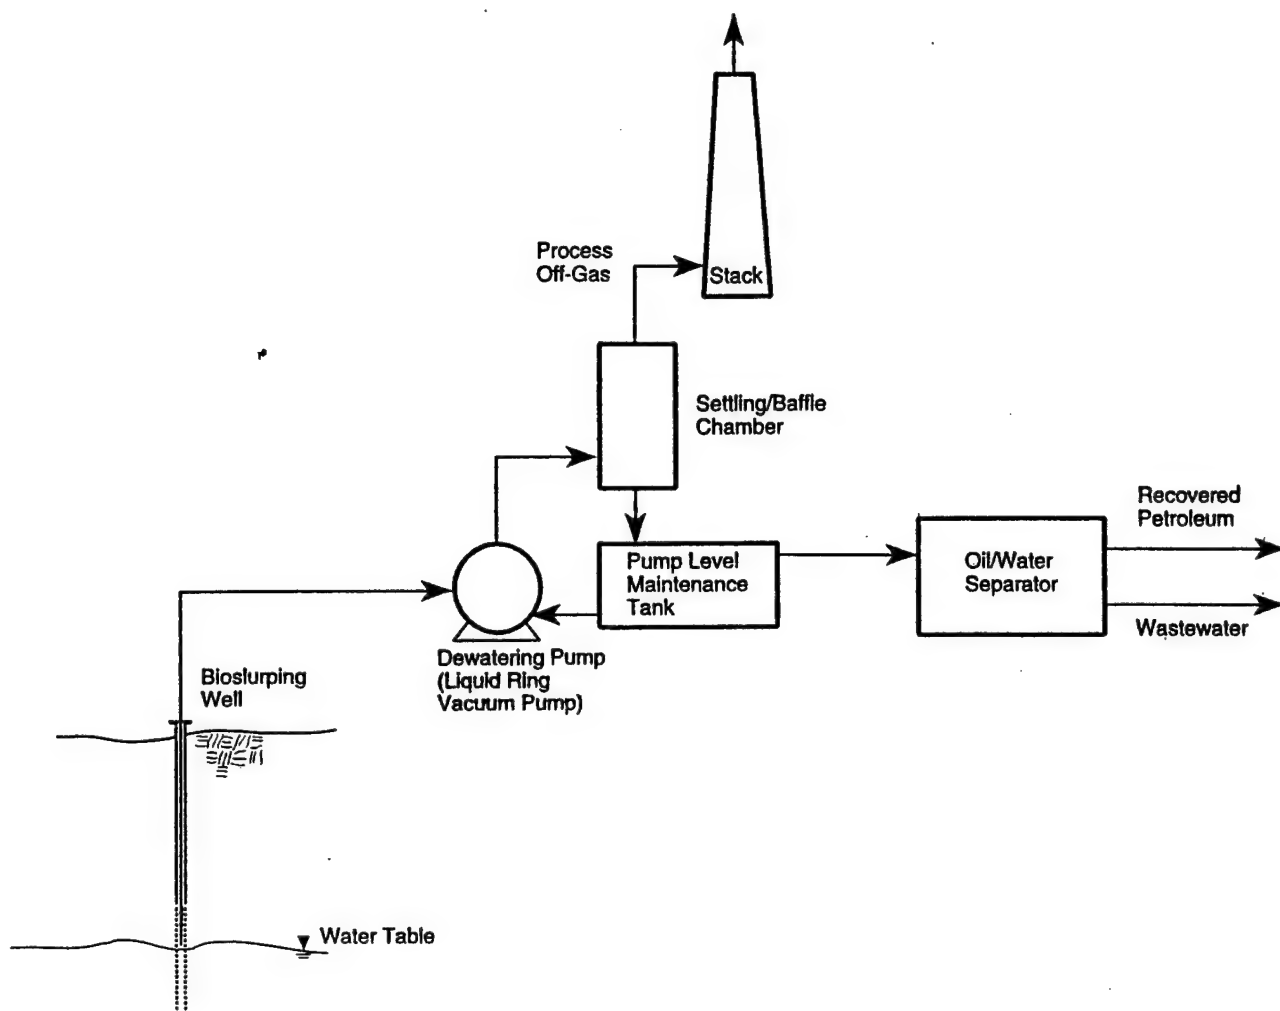 Process
Off-Gas
Stack
Settling/Baffle
Chamber
Recovered
Petroleum
Pump Level
Maintenance
Tank
Oil/Water
Separator
Wastewater
Dewatering Pump
(Liquid Ring
Vacuum Pump)
Bioslurping
Well
Water Table